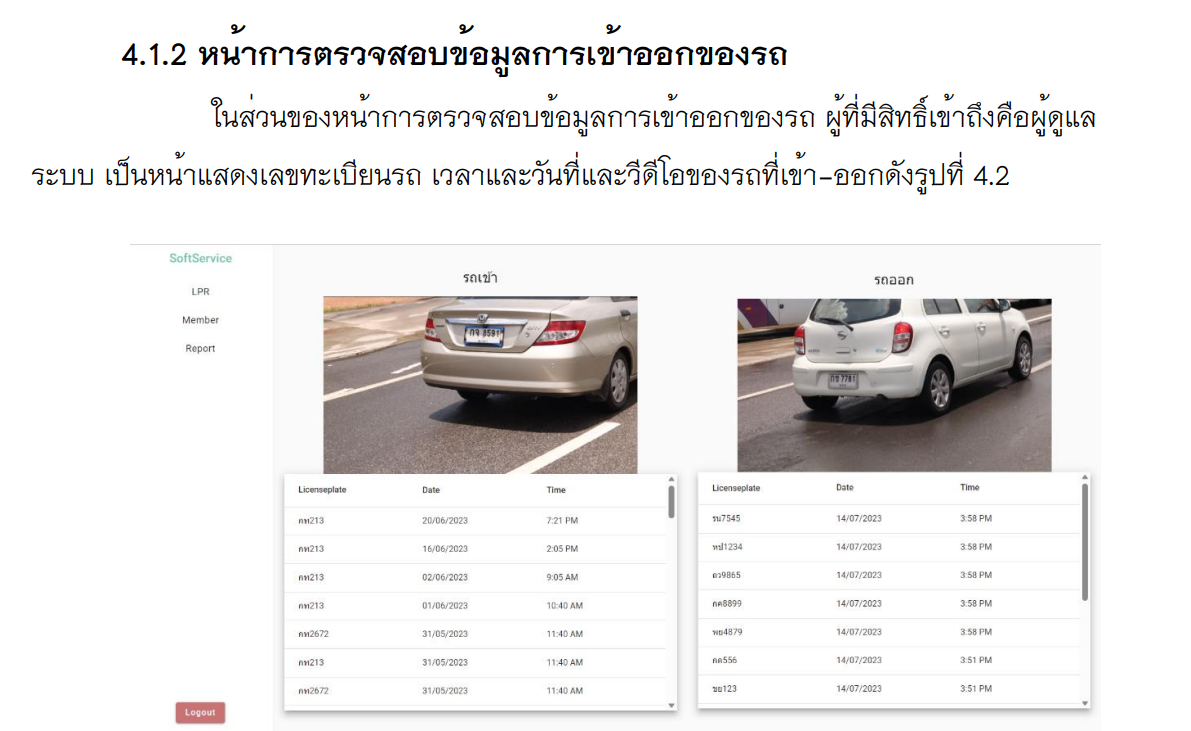 4.1.2 หน้าการตรวจสอบข้อมูลการเข้าออกของรถ
ในส่วนของหน้าการตรวจสอบข้อมูลการเข้าออกของรถ ผู้ที่มีสิทธิ์เข้าถึงคือผู้ดูแล
ระบบ เป็นหน้าแสดงเลขทะเบียนรถ เวลาและวันที่และวีดีโอของรถที่เข้า-ออกดังรูปที่ 4.2
SoftService
LPR
Member
Report
Logout
รถเข้า
กจ 8591
Licenseplate Date Time
กท213 20/06/2023 7:21 PM
กท213 16/06/2023 2:05 PM
กท213 02/06/2023 9:05 AM
กท213 01/06/2023 10:40 AM
กท2672 31/05/2023 11:40 AM
กท213 31/05/2023 11:40 AM
กท2672 31/05/2023 11:40 AM
รถออก
7781
Licenseplate Date Time
รน7545 14/07/2023 3:58 PM
หป1234 14/07/2023 3:58 PM
ดว9865 14/07/2023 3:58 PM
กค8899 14/07/2023 3:58 PM
พย4879 14/07/2023 3:58 PM
กต556 14/07/2023 3:51 PM
ขย123 14/07/2023 3:51 PM